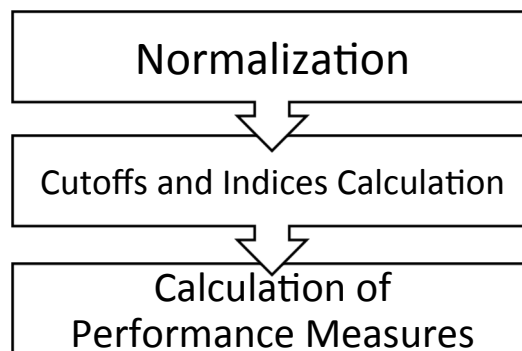 Normalization
Cutoffs and Indices Calculation
Calculation of
Performance Measures